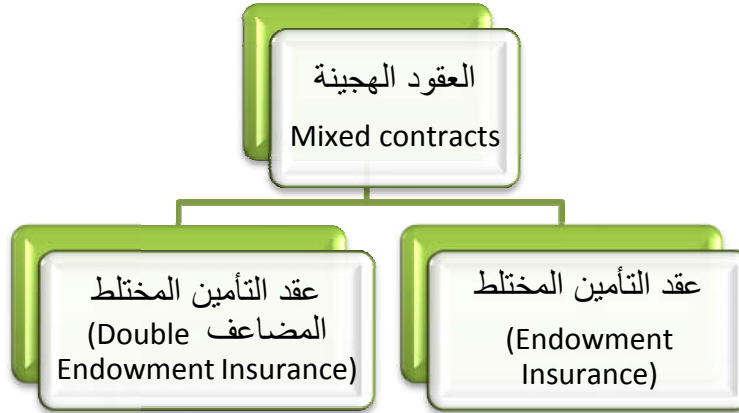 العقود الهجينة
Mixed contracts
عقد التأمين المختلط
(Endowment
Insurance)
عقد التأمين المختلط
المضاعف (Double
Endowment Insurance)